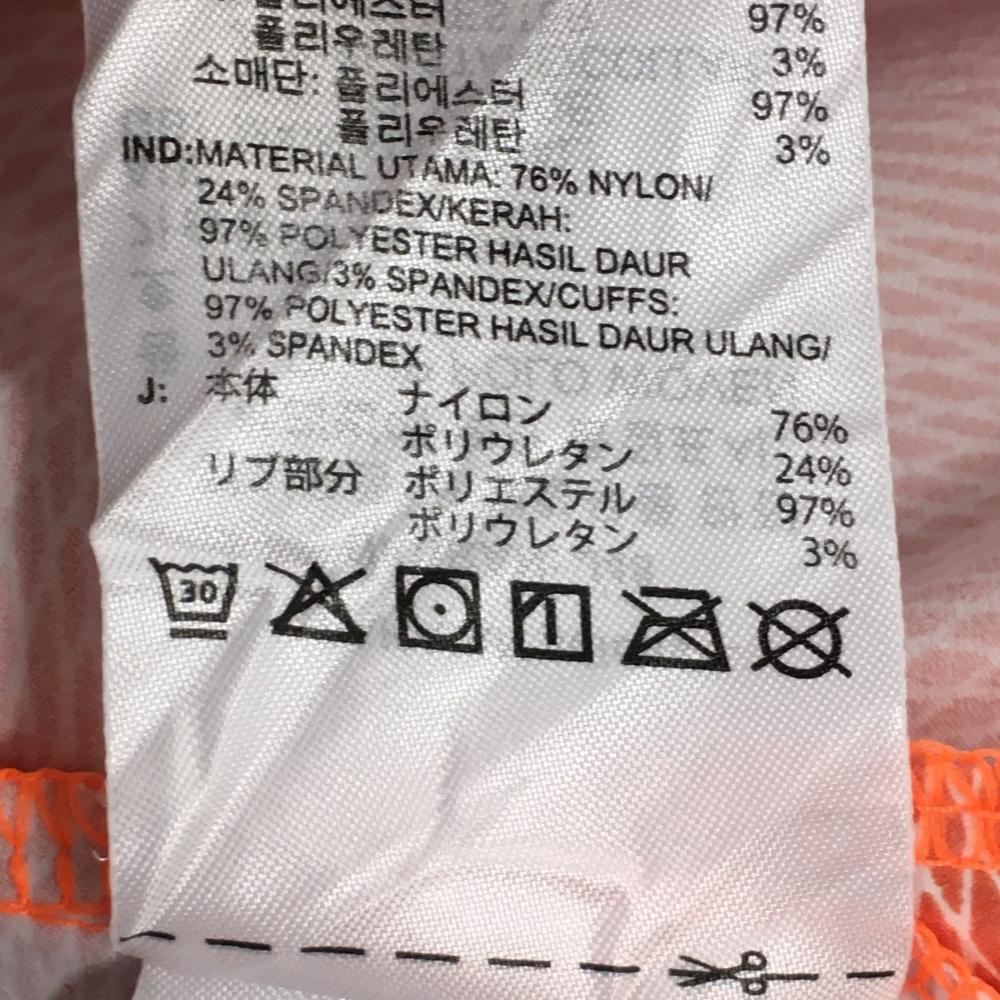 폴리에스터 97%
폴리우레탄 3%
소매단: 폴리에스터 97%
폴리우레탄 3%
IND:MATERIAL UTAMA: 76% NYLON/
24% SPANDEX/KERAH:
97% POLYESTER HASIL DAUR
ULANG/3% SPANDEX/CUFFS:
97% POLYESTER HASIL DAUR ULANG/
3% SPANDEX
J: 本体 ナイロン 76%
ポリウレタン 24%
リブ部分 ポリエステル 97%
ポリウレタン 3%
30